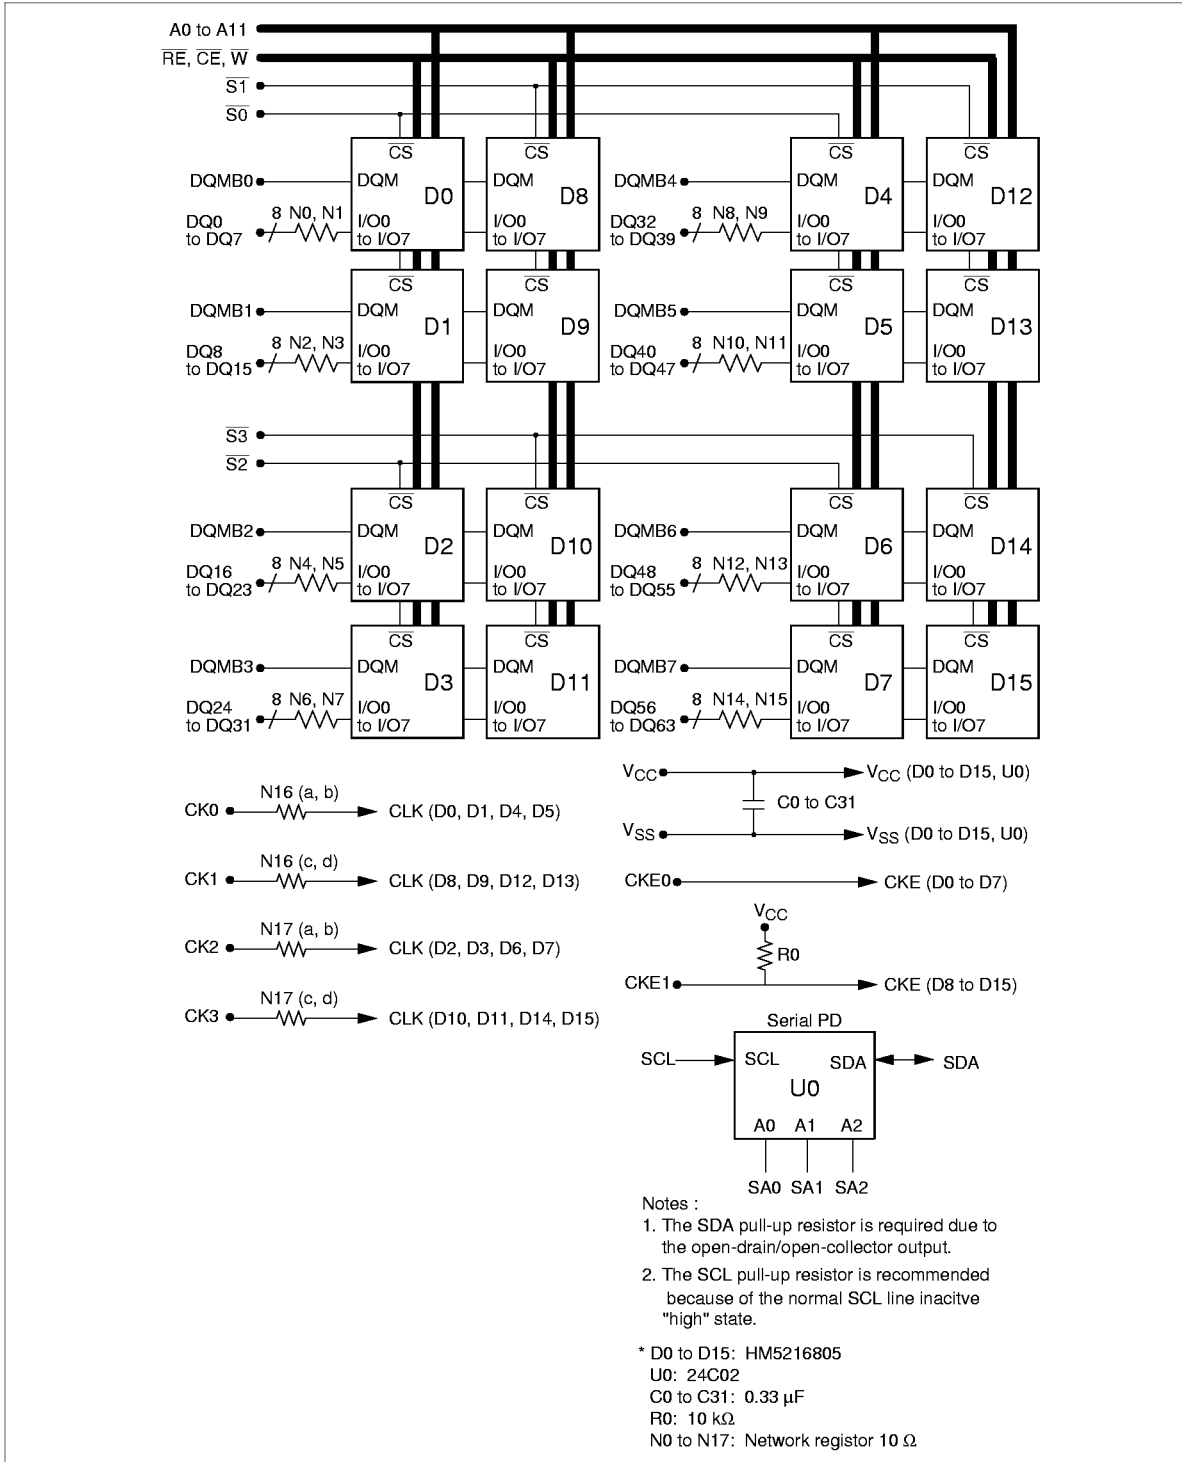 A0 to A11
RE, CE, W
S1
S0
CS CS CS CS
DQMB0 DQM D0 DQM D8 DQMB4 DQM D4 DQM D12
DQ0 to DQ7 8 N0, N1 I/O0 to I/O7 I/O0 to I/O7 DQ32 to DQ39 8 N8, N9 I/O0 to I/O7 I/O0 to I/O7
CS CS CS CS
DQMB1 DQM D1 DQM D9 DQMB5 DQM D5 DQM D13
DQ8 to DQ15 8 N2, N3 I/O0 to I/O7 I/O0 to I/O7 DQ40 to DQ47 8 N10, N11 I/O0 to I/O7 I/O0 to I/O7
S3
S2
CS CS CS CS
DQMB2 DQM D2 DQM D10 DQMB6 DQM D6 DQM D14
DQ16 to DQ23 8 N4, N5 I/O0 to I/O7 I/O0 to I/O7 DQ48 to DQ55 8 N12, N13 I/O0 to I/O7 I/O0 to I/O7
CS CS CS CS
DQMB3 DQM D3 DQM D11 DQMB7 DQM D7 DQM D15
DQ24 to DQ31 8 N6, N7 I/O0 to I/O7 I/O0 to I/O7 DQ56 to DQ63 8 N14, N15 I/O0 to I/O7 I/O0 to I/O7
N16 (a, b)
CK0 CLK (D0, D1, D4, D5)
N16 (c, d)
CK1 CLK (D8, D9, D12, D13)
N17 (a, b)
CK2 CLK (D2, D3, D6, D7)
N17 (c, d)
CK3 CLK (D10, D11, D14, D15)
VCC VCC (D0 to D15, U0)
C0 to C31
VSS VSS (D0 to D15, U0)
CKE0 CKE (D0 to D7)
VCC
R0
CKE1 CKE (D8 to D15)
Serial PD
SCL SCL SDA SDA
U0
A0 A1 A2
SA0 SA1 SA2
Notes :
1. The SDA pull-up resistor is required due to
the open-drain/open-collector output.
2. The SCL pull-up resistor is recommended
because of the normal SCL line inacitve
"high" state.
* D0 to D15: HM5216805
U0: 24C02
C0 to C31: 0.33 μF
R0: 10 kΩ
N0 to N17: Network registor 10 Ω